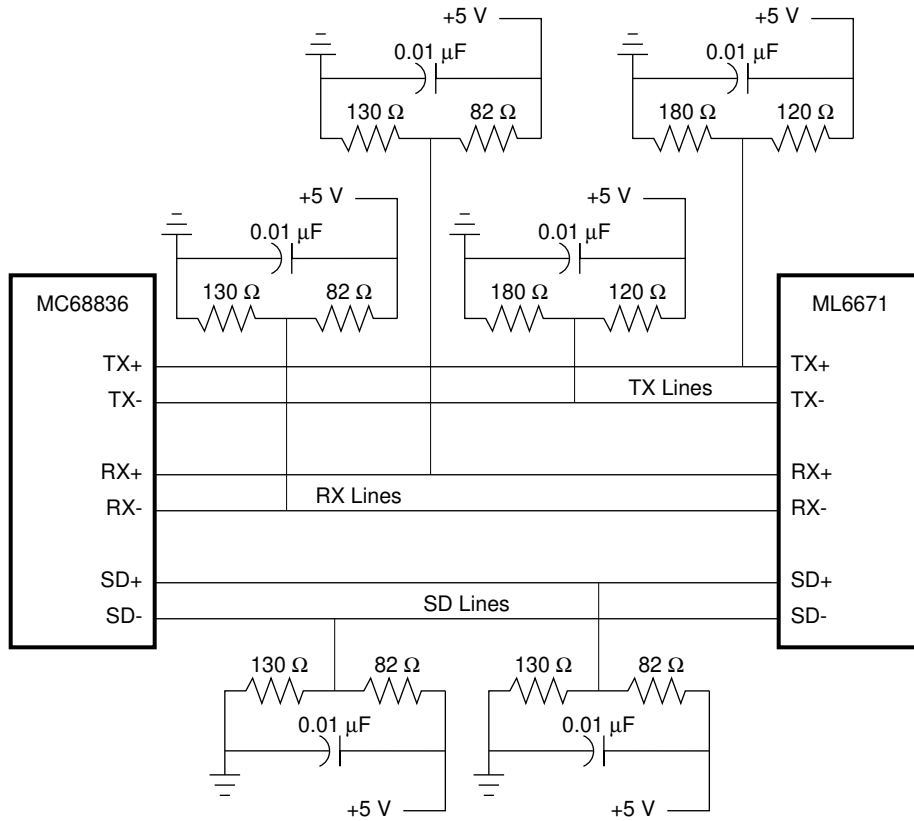 +5 V
+5 V
0.01 μF
0.01 μF
130 Ω
82 Ω
180 Ω
120 Ω
+5 V
+5 V
0.01 μF
0.01 μF
MC68836
130 Ω
82 Ω
180 Ω
120 Ω
ML6671
TX+
TX+
TX Lines
TX-
TX-
RX+
RX+
RX Lines
RX-
RX-
SD+
SD+
SD Lines
SD-
SD-
130 Ω
82 Ω
130 Ω
82 Ω
0.01 μF
0.01 μF
+5 V
+5 V